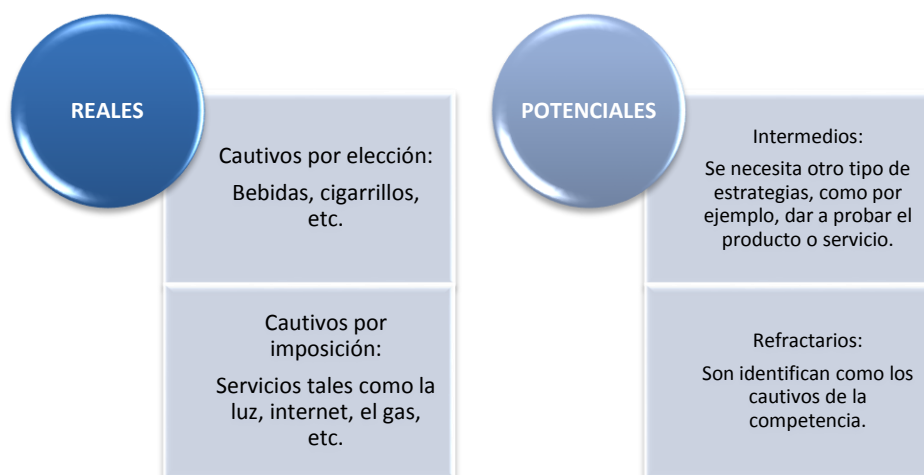 REALES
Cautivos por elección:
Bebidas, cigarrillos,
etc.
Cautivos por
imposición:
Servicios tales como la
luz, internet, el gas,
etc.
POTENCIALES
Intermedios:
Se necesita otro tipo de
estrategias, como por
ejemplo, dar a probar el
producto o servicio.
Refractarios:
Son identifican como los
cautivos de la
competencia.